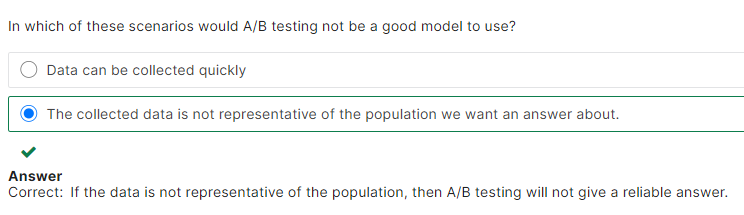 In which of these scenarios would A/B testing not be a good model to use?
Data can be collected quickly
The collected data is not representative of the population we want an answer about.
Answer
Correct: If the data is not representative of the population, then A/B testing will not give a reliable answer.